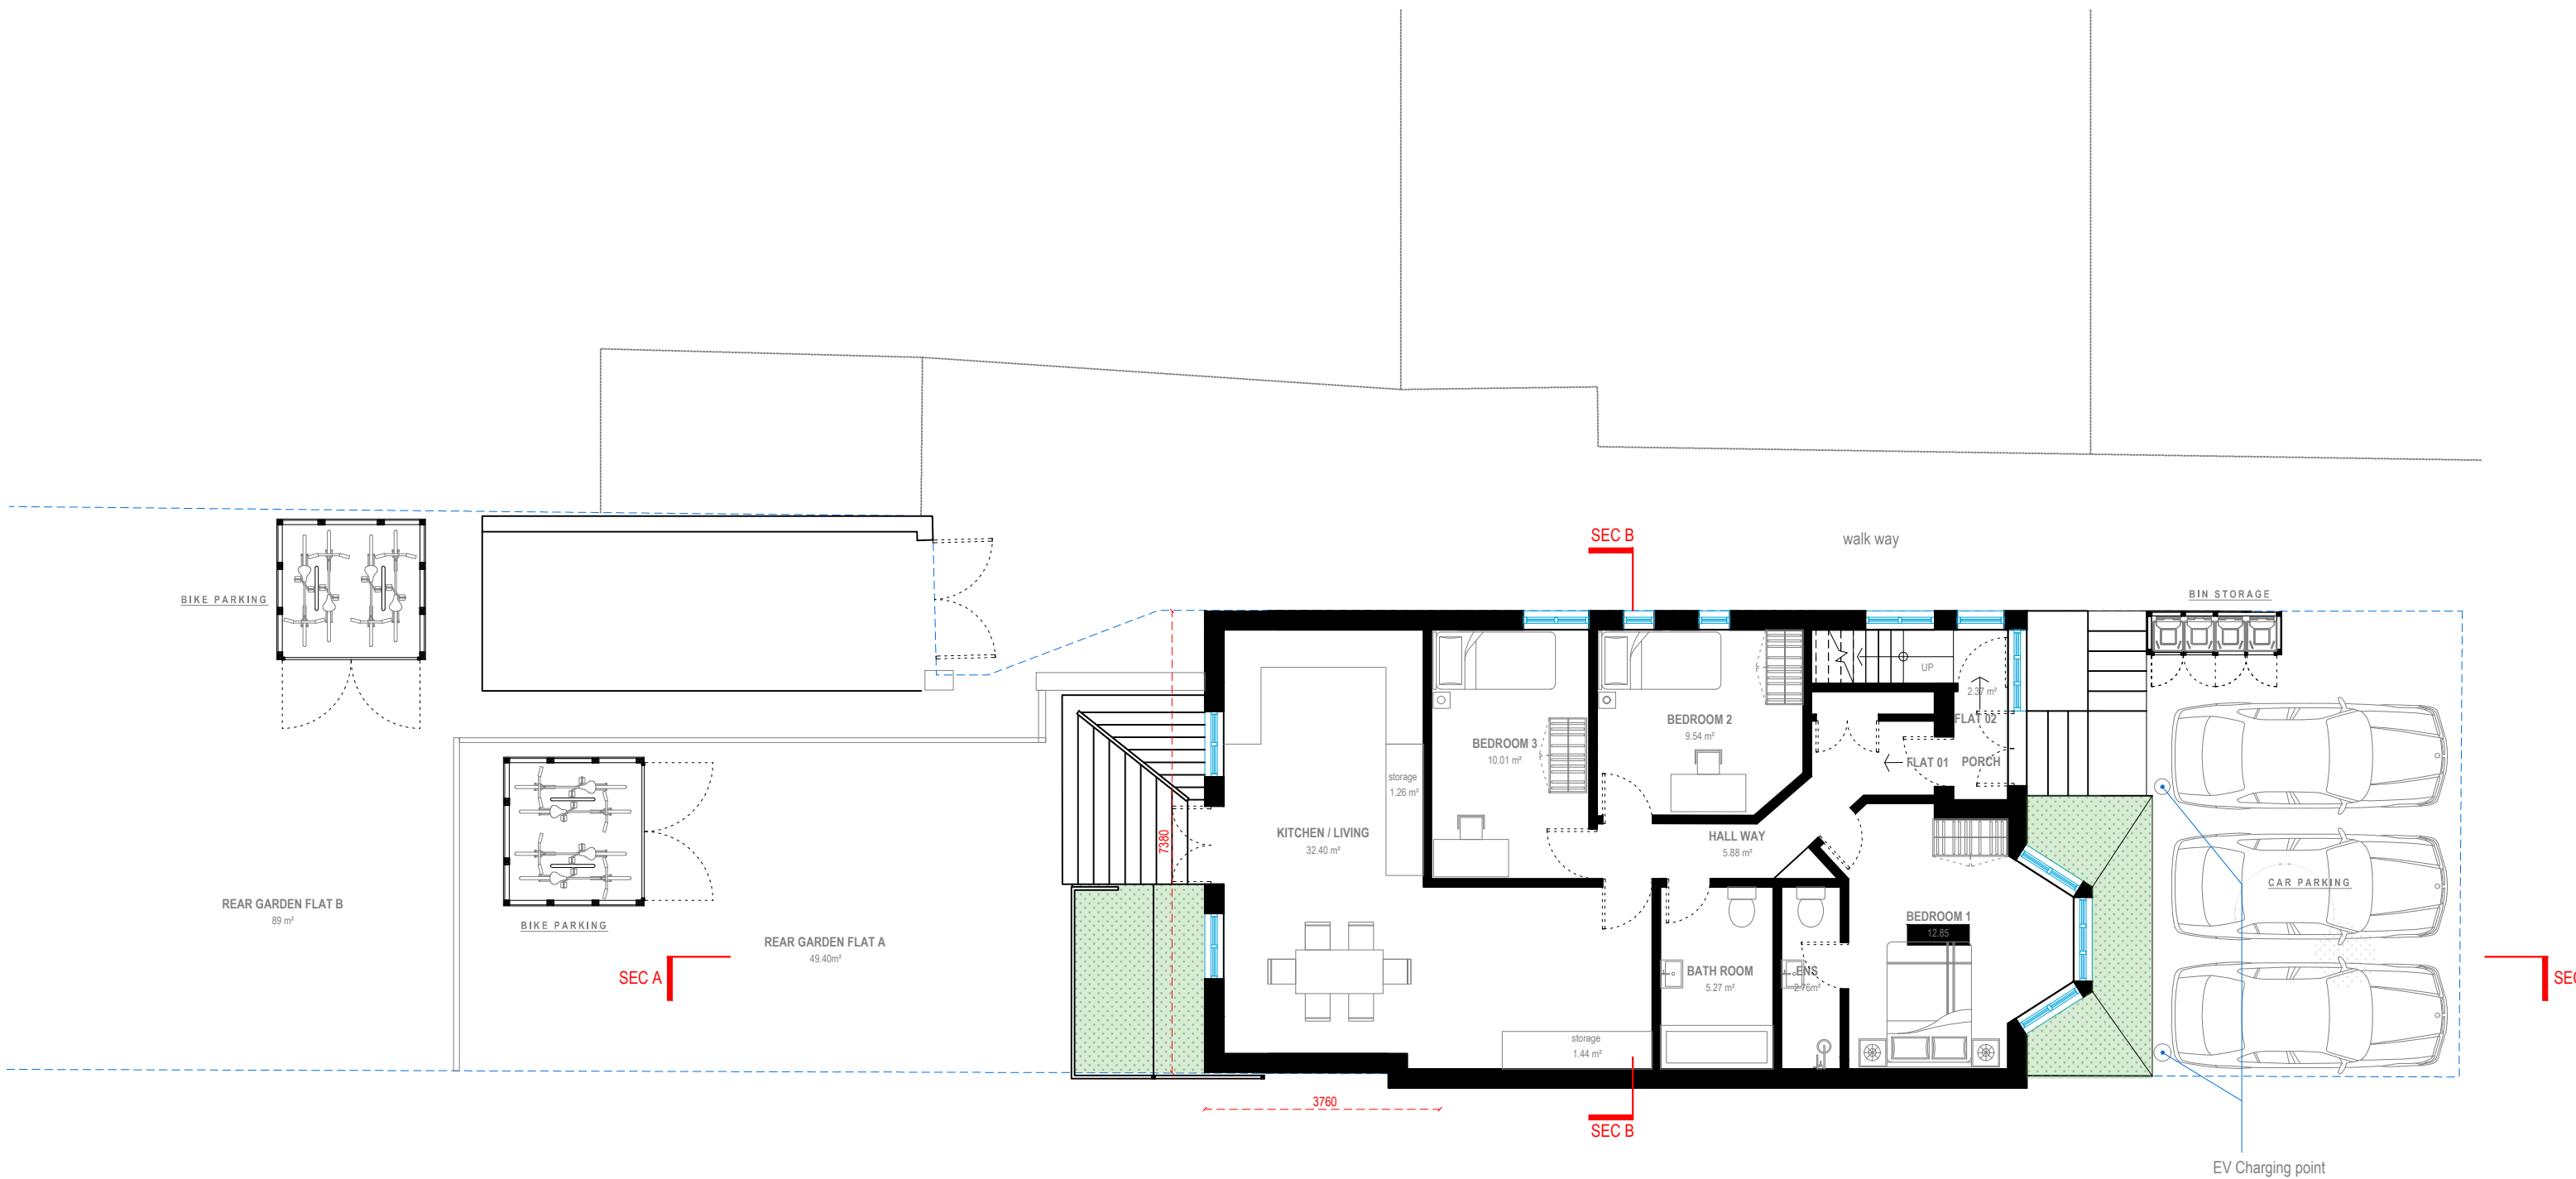 SEC B
walk way
BIN STORAGE
BIKE PARKING
UP
2.37 m²
FLAT 02
BEDROOM 2
9.54 m²
BEDROOM 3
10.01 m²
FLAT 01
PORCH
storage
1.26 m²
KITCHEN / LIVING
32.40 m²
7380
HALL WAY
5.88 m²
CAR PARKING
REAR GARDEN FLAT B
89 m²
BIKE PARKING
REAR GARDEN FLAT A
49.40m²
BEDROOM 1
12.85
SEC A
BATH ROOM
5.27 m²
ENS
2.76m²
SEC
storage
1.44 m²
3760
SEC B
EV Charging point